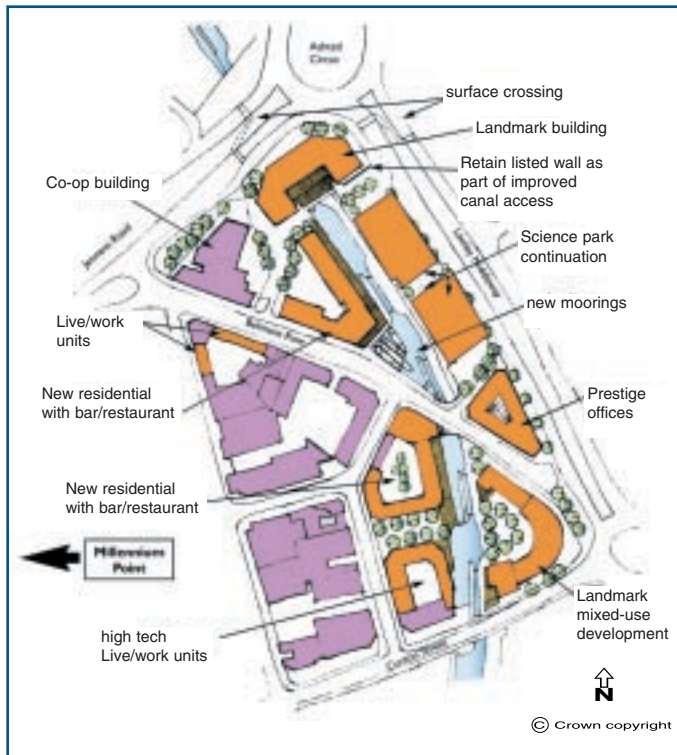 surface crossing
Landmark building
Retain listed wall as
part of improved
canal access
Co-op building
Science park
continuation
new moorings
Live/work
units
New residential
with bar/restaurant
Prestige
offices
New residential
with bar/restaurant
Millennium
Point
Landmark
mixed-use
development
high tech
Live/work units
N
© Crown copyright